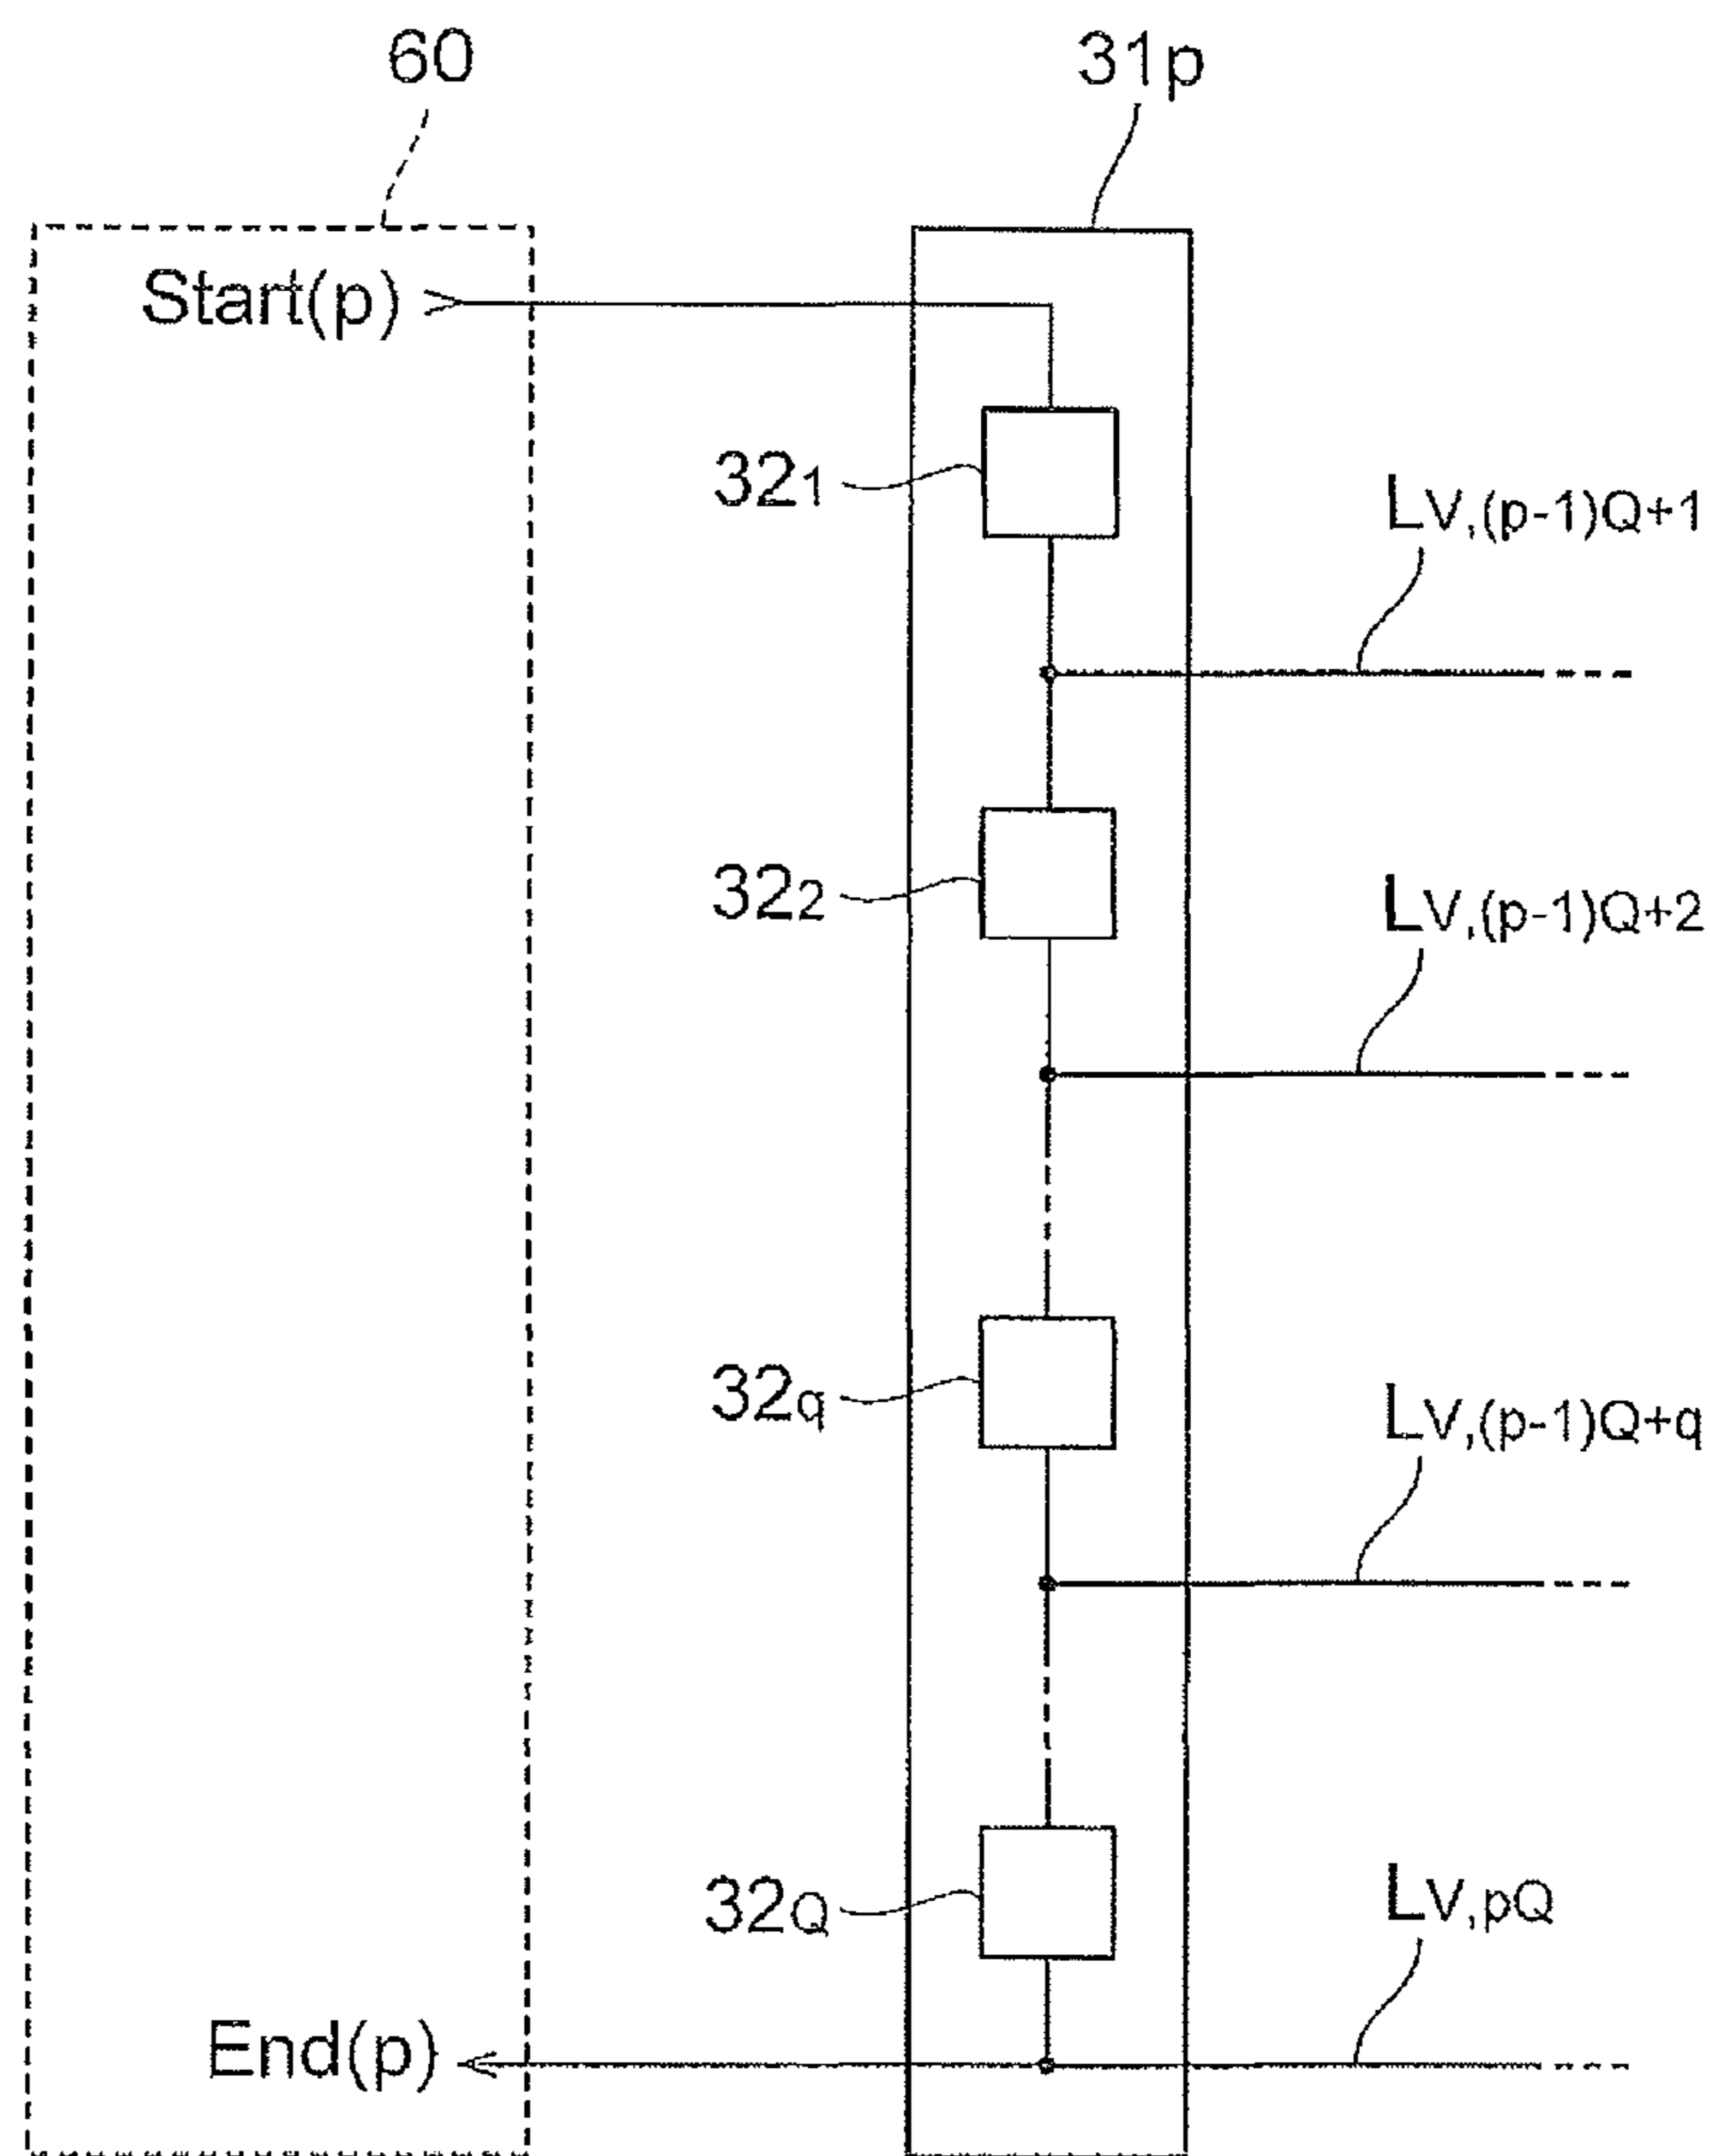 60
31p
Start(p)
321
LV,(p-1)Q+1
322
LV,(p-1)Q+2
32q
LV,(p-1)Q+q
32Q
LV,pQ
End(p)